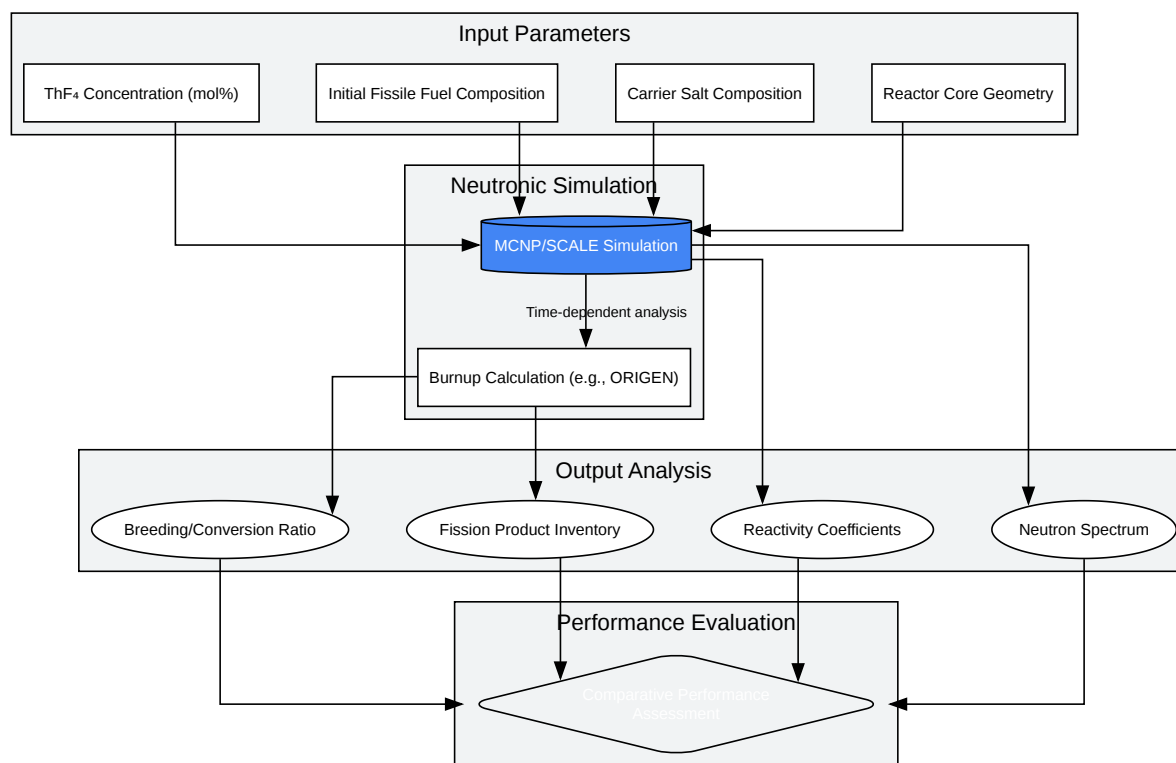 Input Parameters
ThF₄ Concentration (mol%)
Initial Fissile Fuel Composition
Carrier Salt Composition
Reactor Core Geometry
Neutronic Simulation
MCNP/SCALE Simulation
Time-dependent analysis
Burnup Calculation (e.g., ORIGEN)
Output Analysis
Breeding/Conversion Ratio
Fission Product Inventory
Reactivity Coefficients
Neutron Spectrum
Performance Evaluation
Comparative Performance
Assessment